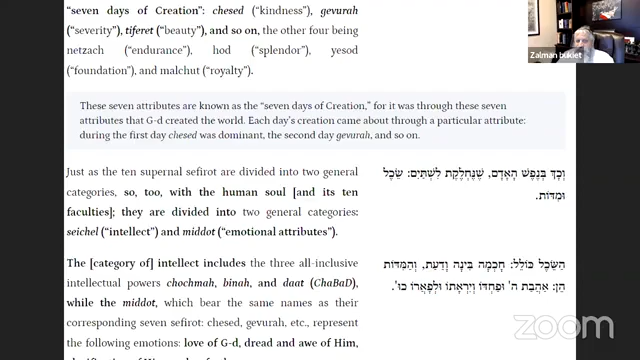 "seven days of Creation": chesed ("kindness"), gevurah
("severity"), tiferet ("beauty"), and so on, the other four being
netzach ("endurance"), hod ("splendor"), yesod
("foundation"), and malchut ("royalty").
Zalman bukiet
These seven attributes are known as the "seven days of Creation," for it was through these seven
attributes that G-d created the world. Each day's creation came about through a particular attribute:
during the first day chesed was dominant, the second day gevurah, and so on.
Just as the ten supernal sefirot are divided into two general
categories, so, too, with the human soul [and its ten
faculties]; they are divided into two general categories:
seichel ("intellect") and middot ("emotional attributes").
וְכָךְ בְּנֶפֶשׁ הָאָדָם, שֶׁנֶּחְלֶקֶת לִשְׁתַּיִם: שֵׂכֶל
וּמִדּוֹת.
The [category of] intellect includes the three all-inclusive
intellectual powers chochmah, binah, and daat (ChaBaD),
while the middot, which bear the same names as their
corresponding seven sefirot: chesed, gevurah, etc., represent
the following emotions: love of G-d, dread and awe of Him,
הַשֵּׂכֶל כּוֹלֵל: חָכְמָה בִּינָה וָדַעַת, וְהַמִּדּוֹת
הֵן: אַהֲבַת ה' וּפַחְדּוֹ וְיִרְאָתוֹ וּלְפָאֲרוֹ כוּ'.
zoom